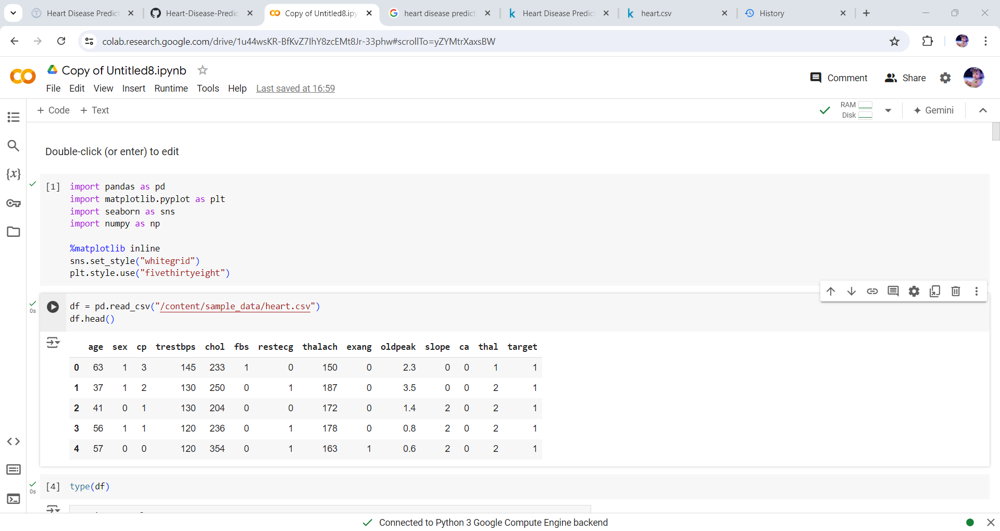 Heart Disease Predict
Heart-Disease-Predic
Copy of Untitled8.ipy
heart disease predict
Heart Disease Predic
heart.csv
History
colab.research.google.com/drive/1u44wsKR-BfKvZ7IhY8zcEMt8Jr-33phw#scrollTo=yZYMtrXaxsBW
Copy of Untitled8.ipynb
File Edit View Insert Runtime Tools Help Last saved at 16:59
Comment
Share
+ Code + Text
RAM
Disk
Gemini
Double-click (or enter) to edit
[1] import pandas as pd
import matplotlib.pyplot as plt
import seaborn as sns
import numpy as np
%matplotlib inline
sns.set_style("whitegrid")
plt.style.use("fivethirtyeight")
0s
df = pd.read_csv("/content/sample_data/heart.csv")
df.head()
age sex cp trestbps chol fbs restecg thalach exang oldpeak slope ca thal target
0 63 1 3 145 233 1 0 150 0 2.3 0 0 1 1
1 37 1 2 130 250 0 1 187 0 3.5 0 0 2 1
2 41 0 1 130 204 0 0 172 0 1.4 2 0 2 1
3 56 1 1 120 236 0 1 178 0 0.8 2 0 2 1
4 57 0 0 120 354 0 1 163 1 0.6 2 0 2 1
0s
[4] type(df)
Connected to Python 3 Google Compute Engine backend